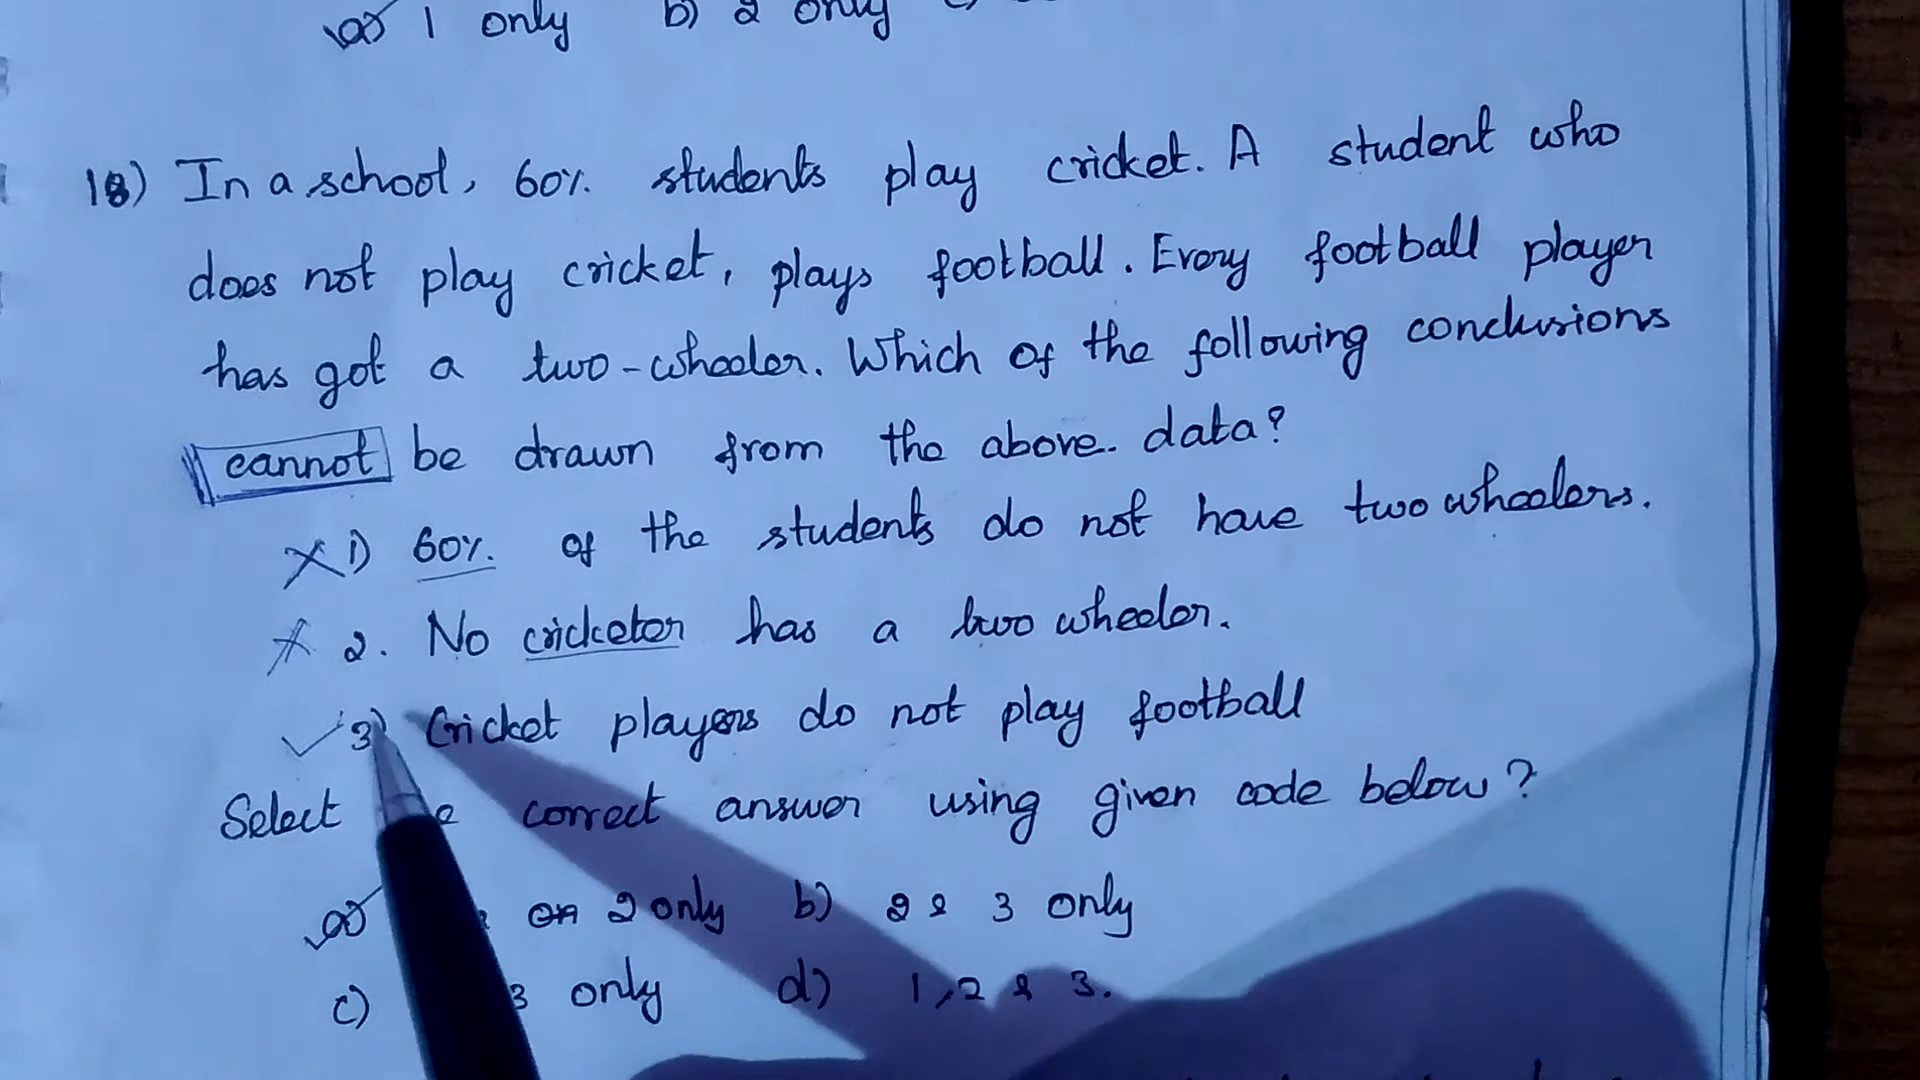 a) 1 only b) 2 only
18) In a school, 60%. students play cricket. A student who
does not play cricket, plays football. Every football player
has got a two-wheeler. Which of the following conclusions
cannot be drawn from the above. data?
1) 60%. of the students do not have two wheelers.
2. No cricketer has a two wheeler.
3) Cricket players do not play football
Select correct answer using given code below?
a) or 2 only b) 2 & 3 only
c) 3 only d) 1, 2 & 3.